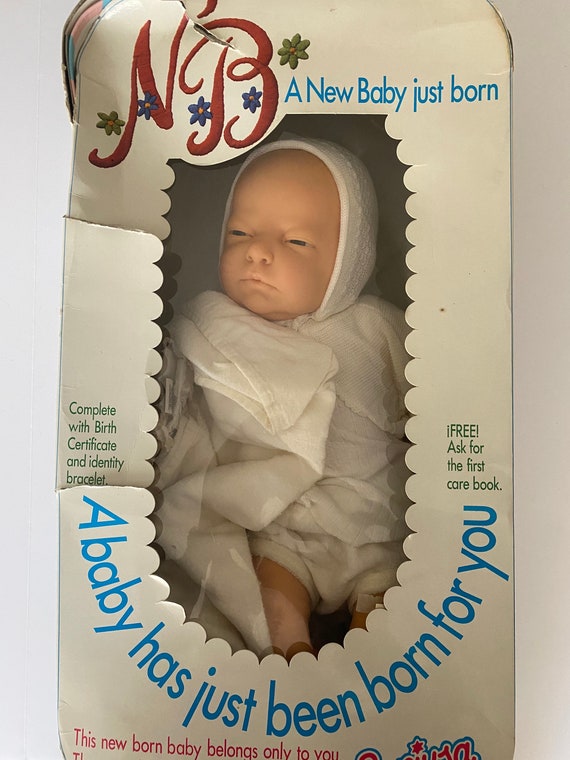 NB
A New Baby just born
Complete
with Birth
Certificate
and identity
bracelet.
¡FREE!
Ask for
the first
care book.
A baby has just been born for you
This new born baby belongs only to you